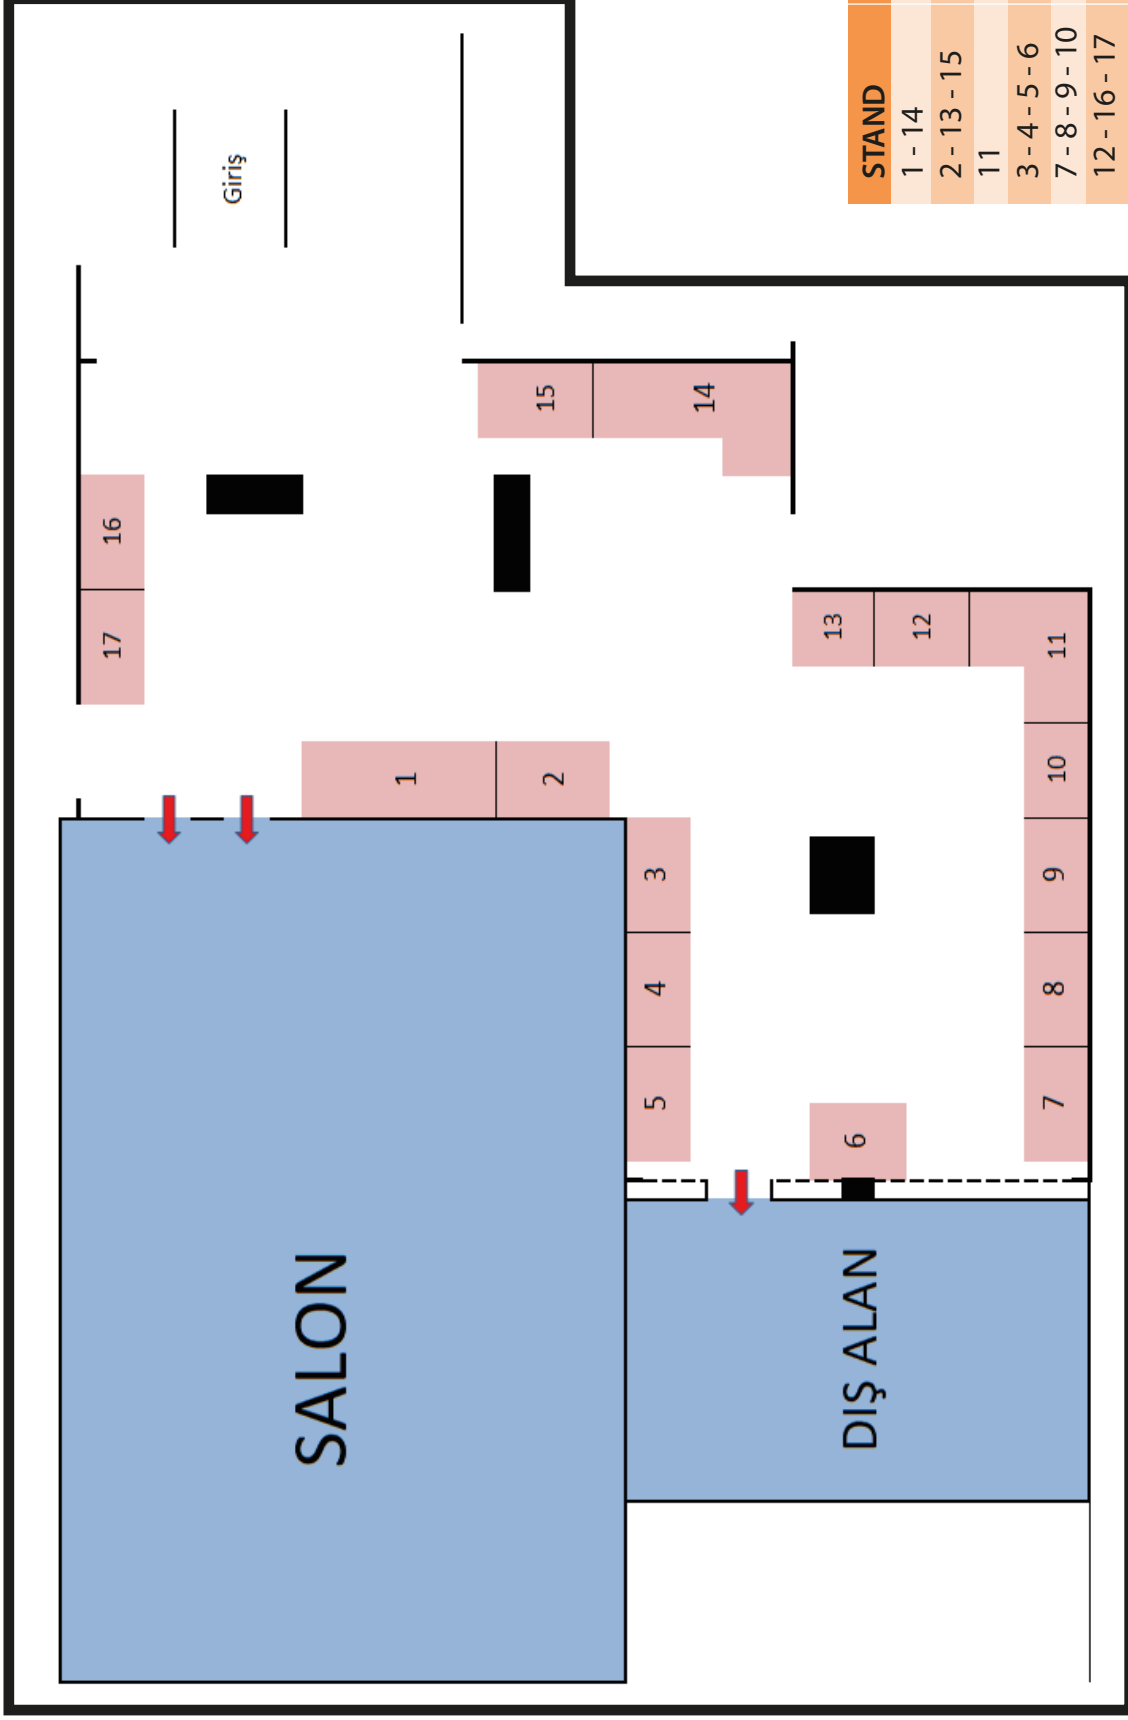 17 16
Giriş
SALON
1
2
15
5 4 3
14
DIŞ ALAN
6
13
12
7 8 9 10 11
STAND
1 - 14
2 - 13 - 15
11
3 - 4 - 5 - 6
7 - 8 - 9 - 10
12 - 16 - 17